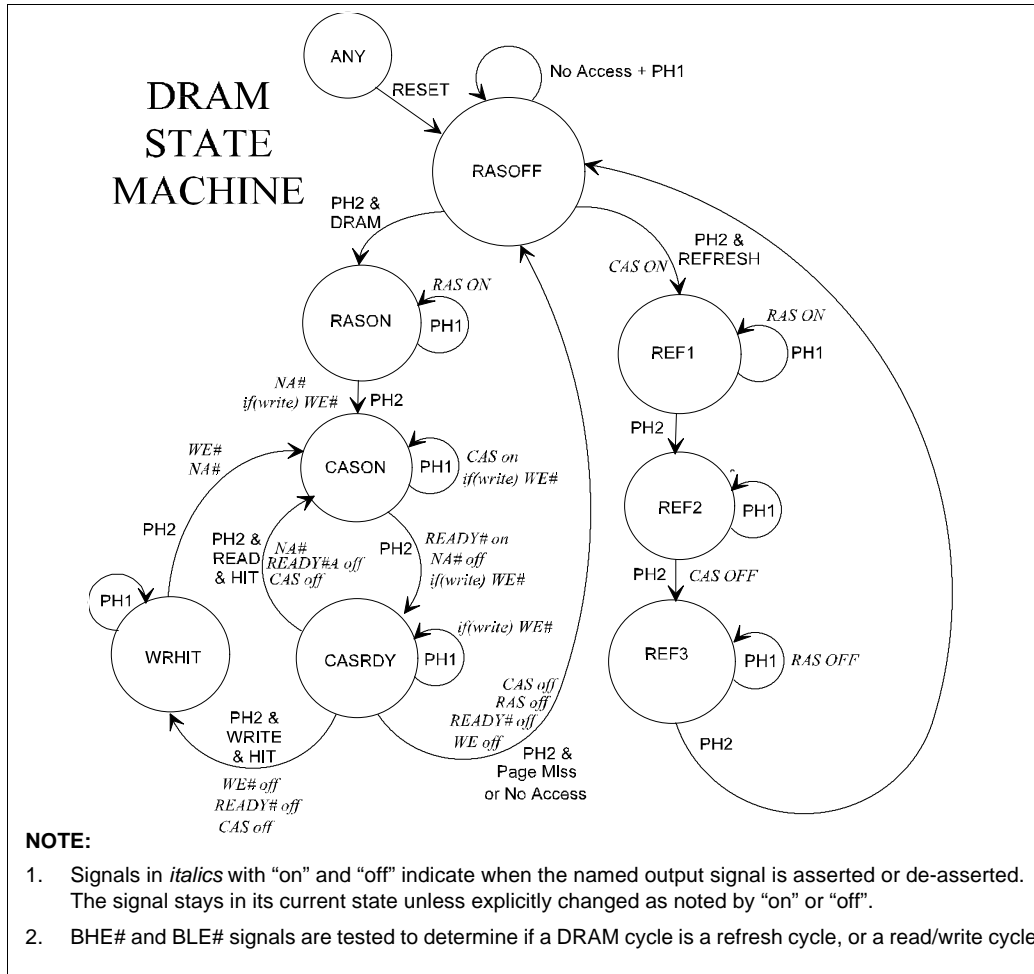 ANY
No Access + PH1
DRAM
STATE
MACHINE
RESET
RASOFF
PH2 &
DRAM
PH2 &
REFRESH
CAS ON
RAS ON
RASON
PH1
RAS ON
REF1
PH1
NA#
if(write) WE#
PH2
PH2
WE#
NA#
CASON
PH1
CAS on
if(write) WE#
REF2
PH1
PH2
PH2 &
READ
& HIT
NA#
READY#A off
CAS off
PH2
READY# on
NA# off
if(write) WE#
PH2
CAS OFF
PH1
WRHIT
CASRDY
if(write) WE#
PH1
REF3
PH1
RAS OFF
CAS off
RAS off
READY# off
WE off
PH2 &
WRITE
& HIT
PH2 &
Page MIss
or No Access
PH2
WE# off
READY# off
CAS off
NOTE:
1. Signals in italics with “on” and “off” indicate when the named output signal is asserted or de-asserted.
The signal stays in its current state unless explicitly changed as noted by “on” or “off”.
2. BHE# and BLE# signals are tested to determine if a DRAM cycle is a refresh cycle, or a read/write cycle